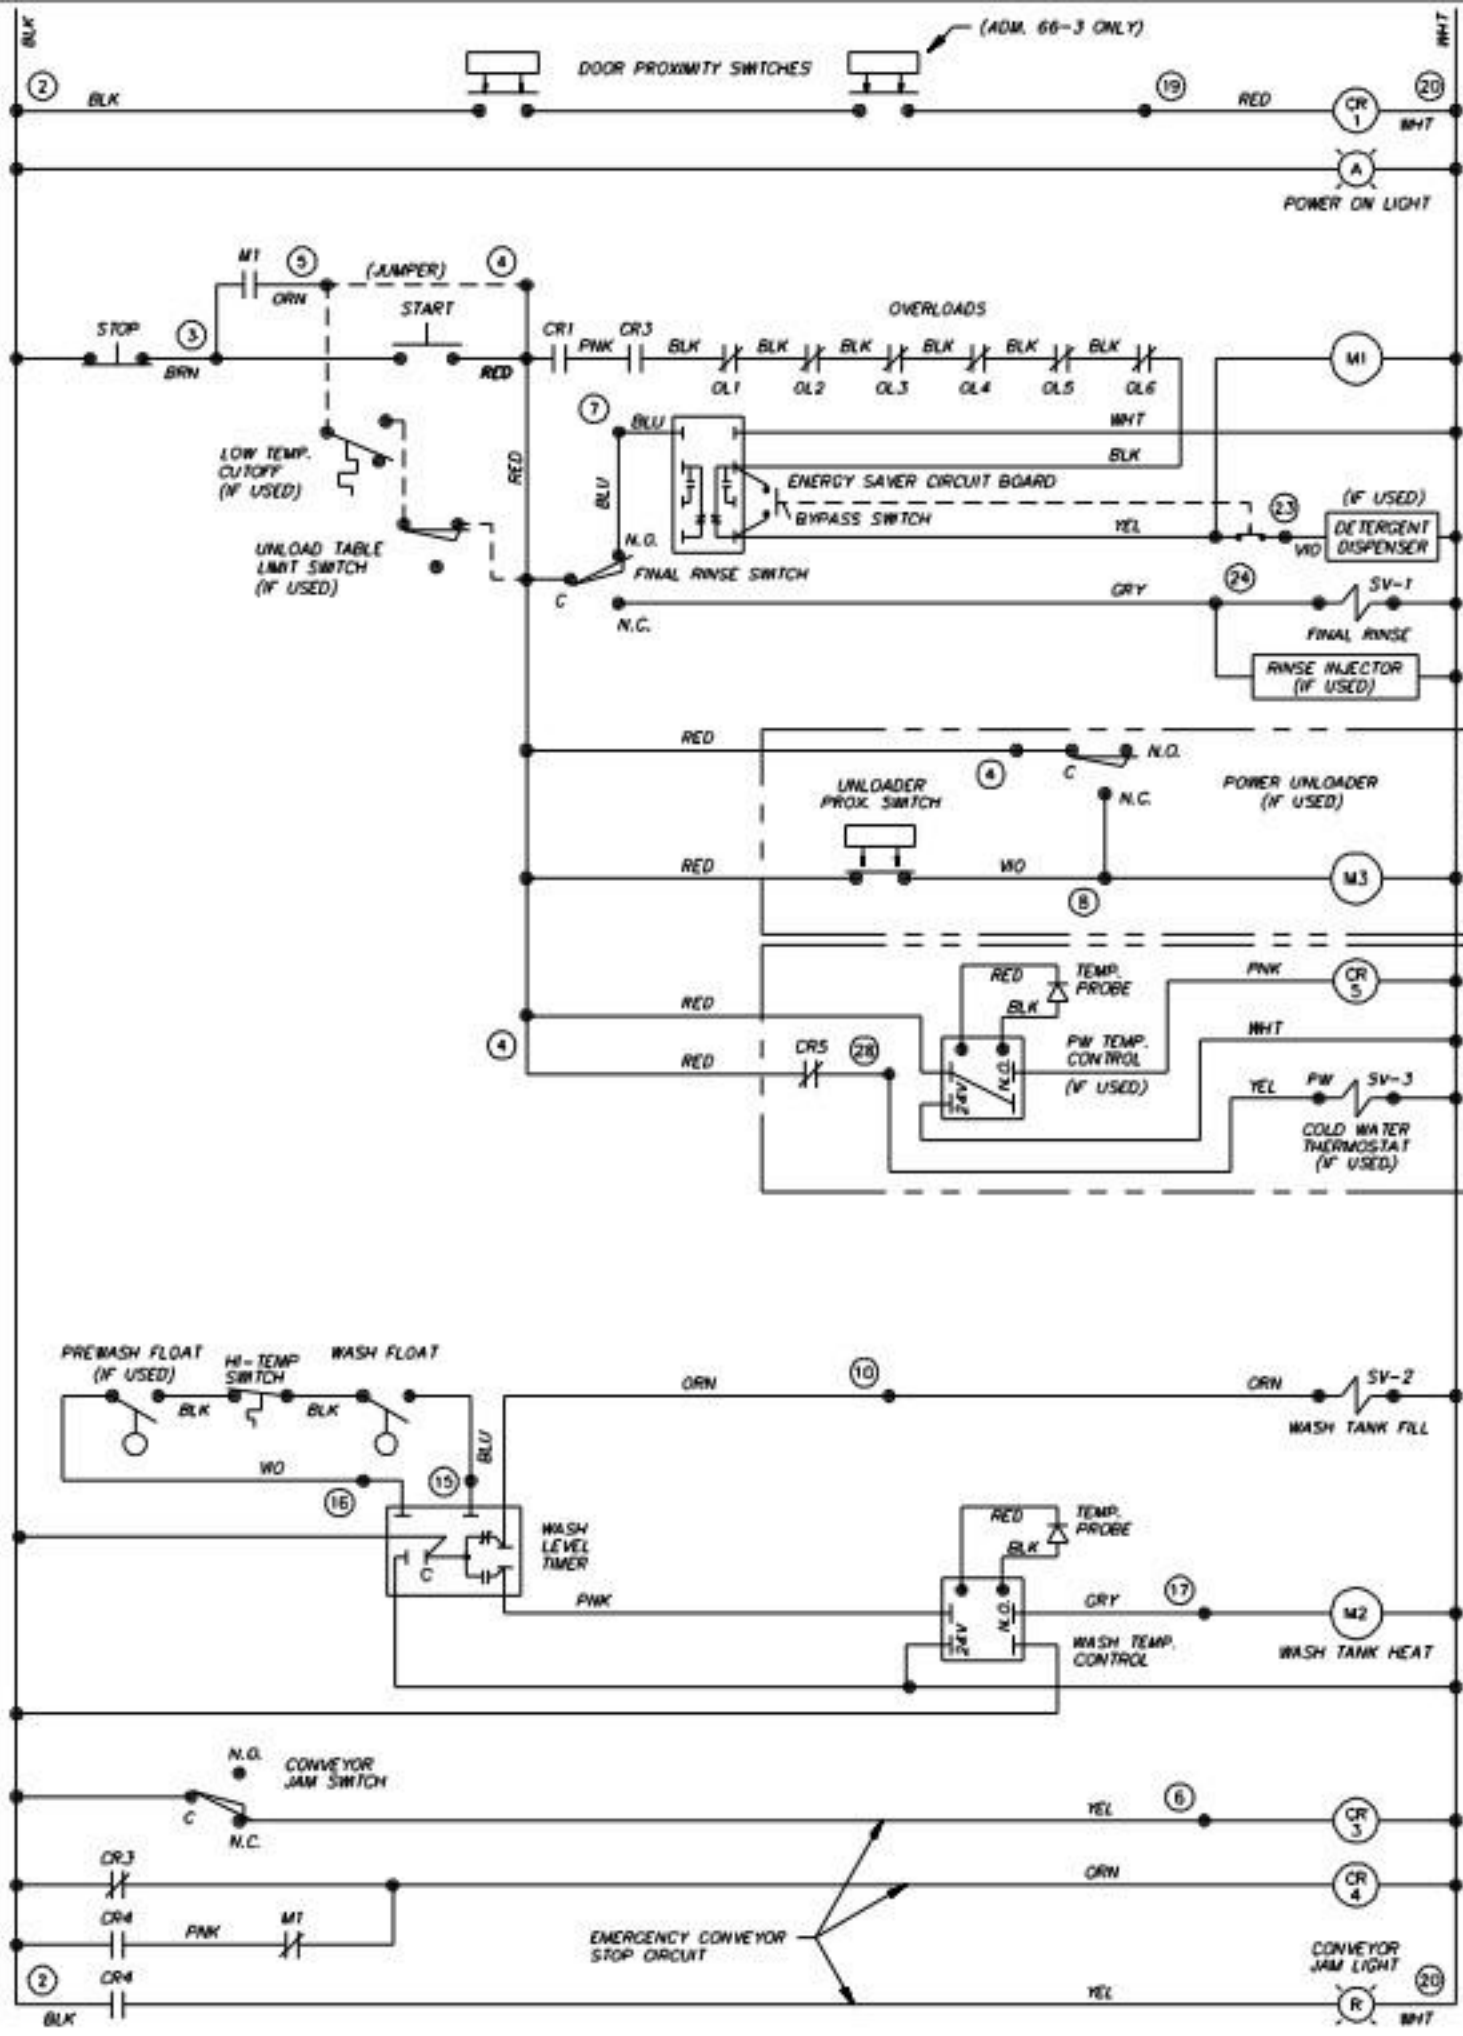 BLK
WHT
(ADM. 66-3 ONLY)
DOOR PROXIMITY SWITCHES
2
BLK
19
RED
CR
1
20
WHT
A
POWER ON LIGHT
M1
5
(JUMPER)
4
ORN
START
OVERLOADS
STOP
3
BRN
RED
CR1
PNK
CR3
BLK
BLK
BLK
BLK
BLK
BLK
M1
OL1
OL2
OL3
OL4
OL5
OL6
7
BLU
WHT
LOW TEMP.
CUTOFF
(IF USED)
RED
BLU
BLK
ENERGY SAVER CIRCUIT BOARD
BYPASS SWITCH
YEL
23
VIO
(IF USED)
DETERGENT
DISPENSER
UNLOAD TABLE
LIMIT SWITCH
(IF USED)
N.O.
FINAL RINSE SWITCH
C
N.C.
GRY
24
SV-1
FINAL RINSE
RINSE INJECTOR
(IF USED)
RED
4
C
N.O.
N.C.
POWER UNLOADER
(IF USED)
UNLOADER
PROX. SWITCH
RED
VIO
8
M3
RED
TEMP.
PROBE
BLK
PNK
CR
5
RED
4
RED
CR5
28
24V
N.O.
PW TEMP.
CONTROL
(IF USED)
WHT
YEL
PW
SV-3
COLD WATER
THERMOSTAT
(IF USED)
PREWASH FLOAT
(IF USED)
HI-TEMP
SWITCH
WASH FLOAT
BLK
BLK
ORN
10
ORN
SV-2
WASH TANK FILL
VIO
16
15
BLU
C
WASH
LEVEL
TIMER
RED
TEMP.
PROBE
BLK
PNK
24V
N.O.
GRY
17
M2
WASH TEMP.
CONTROL
WASH TANK HEAT
N.O.
CONVEYOR
JAM SWITCH
C
N.C.
YEL
6
CR
3
CR3
ORN
CR
4
CR4
PNK
M1
EMERGENCY CONVEYOR
STOP CIRCUIT
CONVEYOR
JAM LIGHT
2
BLK
CR4
YEL
R
20
WHT